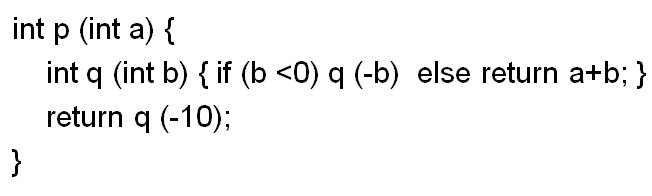 int p (int a) {
int q (int b) { if (b <0) q (-b)  else return a+b; }
return q (-10);
}